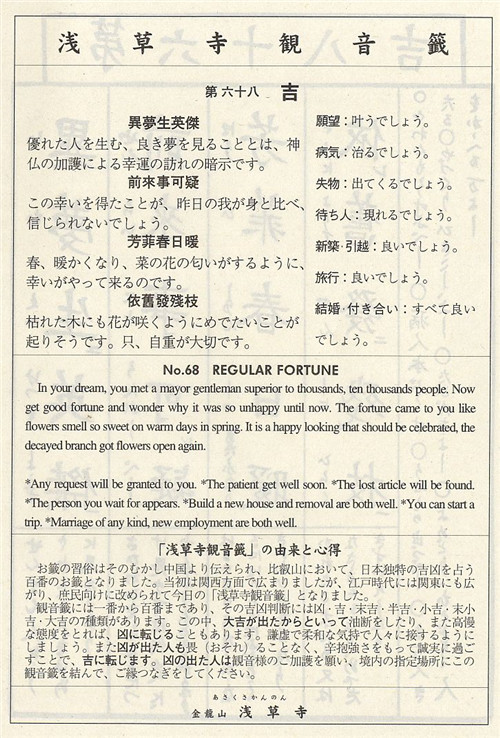 浅草寺観音籤
第六十八 吉
異夢生英傑
優れた人を生む、良き夢を見ることとは、神
仏の加護による幸運の訪れの暗示です。
前來事可疑
この幸いを得たことが、昨日の我が身と比べ、
信じられないでしょう。
芳菲春日暖
春、暖かくなり、菜の花の匂いがするように、
幸いがやって来るのです。
依舊發殘枝
枯れた木にも花が咲くようにめでたいことが
起りそうです。只、自重が大切です。
願望:叶うでしょう。
病気:治るでしょう。
失物:出てくるでしょう。
待ち人:現れるでしょう。
新築・引越:良いでしょう。
旅行:良いでしょう。
結婚・付き合い:すべて良い
でしょう。
No.68 REGULAR FORTUNE
In your dream, you met a mayor gentleman superior to thousands, ten thousands people. Now
get good fortune and wonder why it was so unhappy until now. The fortune came to you like
flowers smell so sweet on warm days in spring. It is a happy looking that should be celebrated, the
decayed branch got flowers open again.
*Any request will be granted to you. *The patient get well soon. *The lost article will be found.
*The person you wait for appears. *Build a new house and removal are both well. *You can start a
trip. *Marriage of any kind, new employment are both well.
「浅草寺観音籤」の由来と心得
お籤の習俗はそのむかし中国より伝えられ、比叡山において、日本独特の吉凶を占う
百番のお籤となりました。当初は関西方面で広まりましたが、江戸時代には関東にも広
がり、庶民向けに改められて今日の「浅草寺観音籤」となりました。
観音籤には一番から百番まであり、その吉凶判断には凶・吉・末吉・半吉・小吉・末小
吉・大吉の7種類があります。この中、大吉が出たからといって油断をしたり、また高慢
な態度をとれば、凶に転じることもあります。謙虚で柔和な気持で人々に接するように
しましょう。また凶が出た人も畏(おそれ)ることなく、辛抱強さをもって誠実に過ご
すことで、吉に転じます。凶の出た人は観音様のご加護を願い、境内の指定場所にこの
観音籤を結んで、ご縁つなぎをしてください。
あさくさかんのん
金龍山 浅草寺